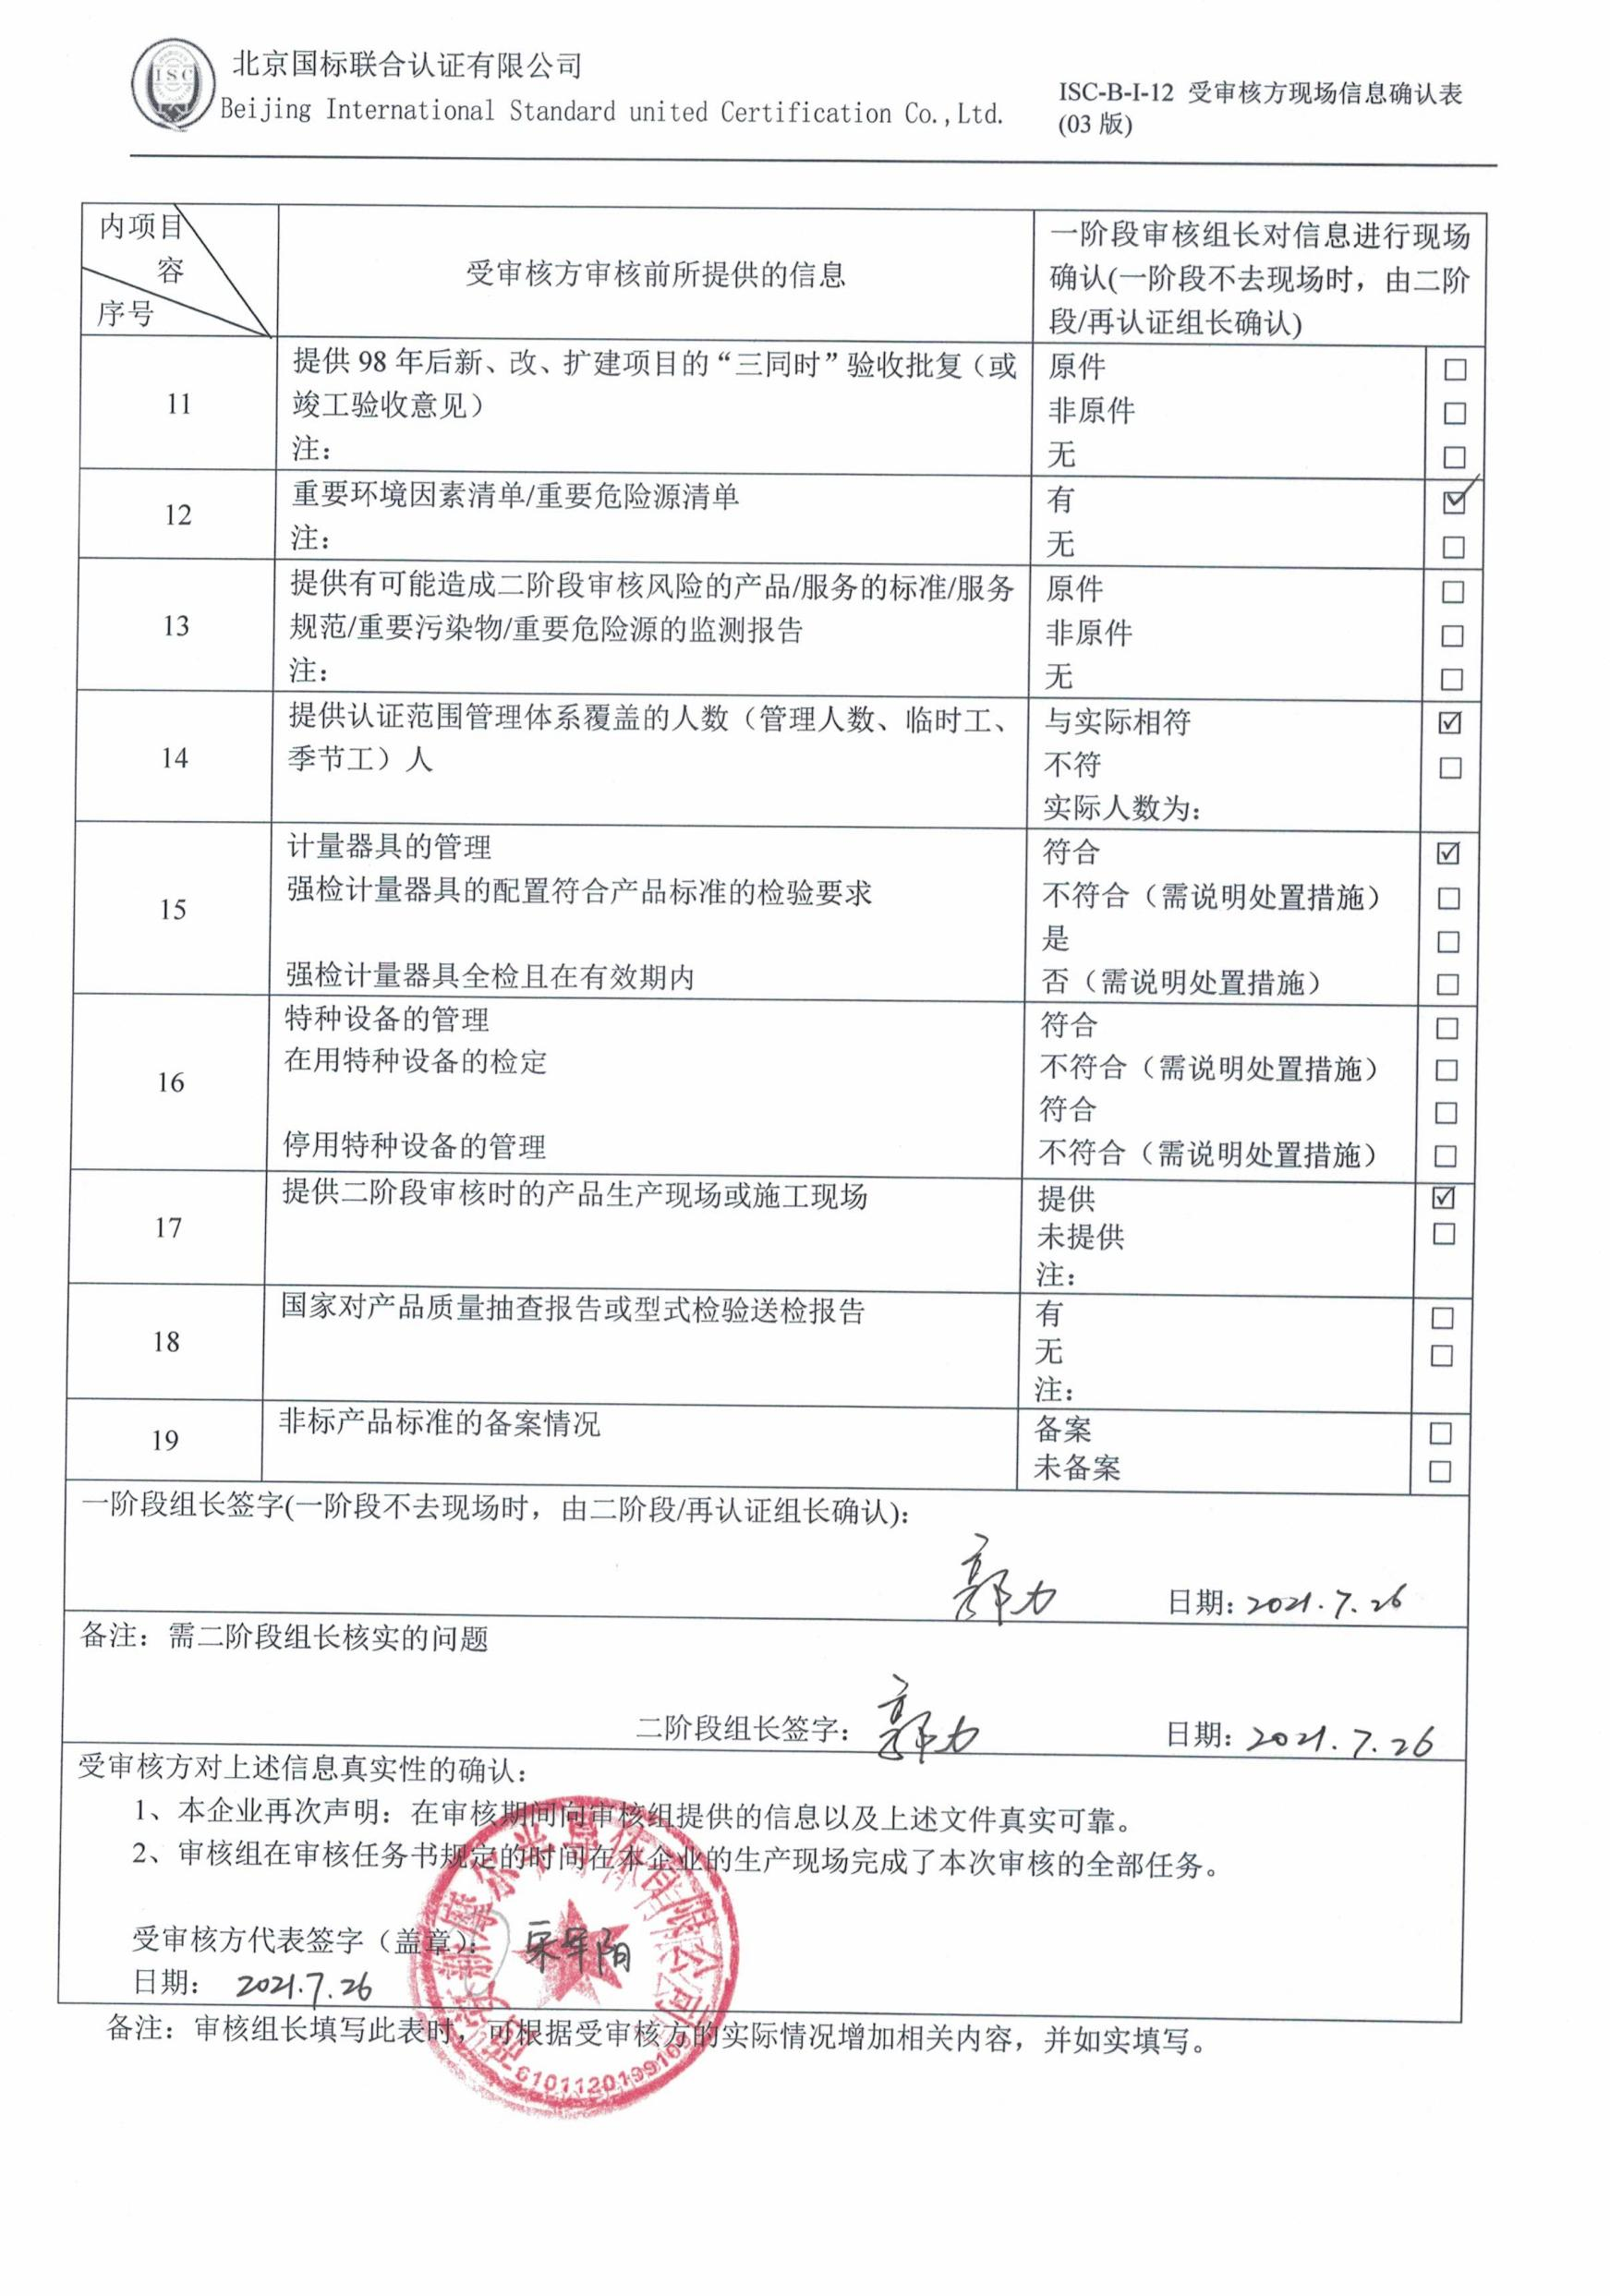 ISC
北京国标联合认证有限公司
Beijing International Standard united Certification Co.,Ltd.
ISC-B-I-12 受审核方现场信息确认表
(03 版)
内项目
容
序号
受审核方审核前所提供的信息
一阶段审核组长对信息进行现场
确认(一阶段不去现场时，由二阶
段/再认证组长确认)
11
提供 98 年后新、改、扩建项目的“三同时”验收批复（或
竣工验收意见）
注：
原件 □
非原件 □
无 □
12
重要环境因素清单/重要危险源清单
注：
有 ☑
无 □
13
提供有可能造成二阶段审核风险的产品/服务的标准/服务
规范/重要污染物/重要危险源的监测报告
注：
原件 □
非原件 □
无 □
14
提供认证范围管理体系覆盖的人数（管理人数、临时工、
季节工）人
与实际相符 ☑
不符 □
实际人数为：
15
计量器具的管理
强检计量器具的配置符合产品标准的检验要求
强检计量器具全检且在有效期内
符合 ☑
不符合（需说明处置措施） □
是 □
否（需说明处置措施） □
16
特种设备的管理
在用特种设备的检定
停用特种设备的管理
符合 □
不符合（需说明处置措施） □
符合 □
不符合（需说明处置措施） □
17
提供二阶段审核时的产品生产现场或施工现场
提供 ☑
未提供 □
注：
18
国家对产品质量抽查报告或型式检验送检报告
有 □
无 □
注：
19
非标产品标准的备案情况
备案 □
未备案 □
一阶段组长签字(一阶段不去现场时，由二阶段/再认证组长确认)：
郭力 日期: 2021.7.26
备注：需二阶段组长核实的问题
二阶段组长签字：郭力 日期: 2021.7.26
受审核方对上述信息真实性的确认：
1、本企业再次声明：在审核期间向审核组提供的信息以及上述文件真实可靠。
2、审核组在审核任务书规定的时间在本企业的生产现场完成了本次审核的全部任务。
受审核方代表签字（盖章）：
日期： 2021.7.26
备注：审核组长填写此表时，可根据受审核方的实际情况增加相关内容，并如实填写。